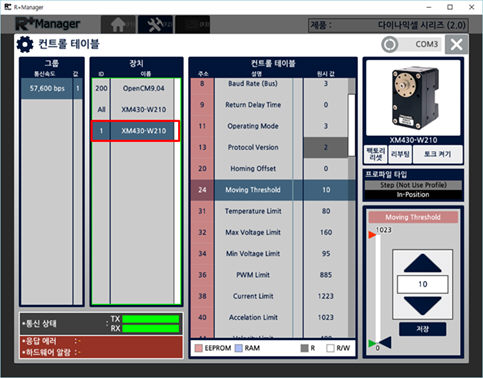 R+Manager
R+Manager
제품 : 다이나믹셀 시리즈 (2.0)
컨트롤 테이블
COM3
그룹
통신속도 값
57,600 bps 1
장치
ID 이름
200 OpenCM9.04
All XM430-W210
1 XM430-W210
컨트롤 테이블
주소 설명 원시 값
8 Baud Rate (Bus) 3
9 Return Delay Time 0
11 Operating Mode 3
13 Protocol Version 2
20 Homing Offset 0
24 Moving Threshold 10
31 Temperature Limit 80
32 Max Voltage Limit 160
34 Min Voltage Limit 95
36 PWM Limit 885
38 Current Limit 1223
40 Accelation Limit 1023
EEPROM RAM R R/W
XM430-W210
팩토리 리셋
리부팅
토크 켜기
프로파일 타입
Step (Not Use Profile)
In-Position
Moving Threshold
1023
10
저장
0
•통신 상태 : TX
RX
•응답 에러 : -
•하드웨어 알람 : -